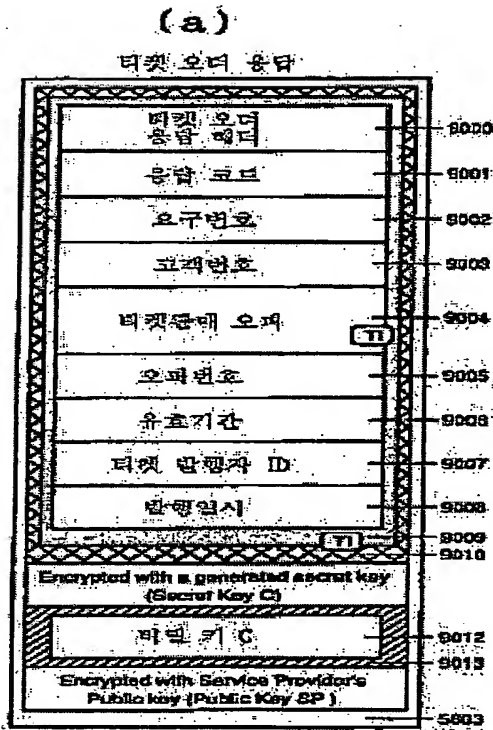 (a)
티켓 오더 응답
티켓 오더
응답 헤더
9000
응답 코드
9001
요구번호
9002
고객번호
9003
티켓판매 오퍼
9004
TI
오퍼번호
9005
유효기간
9006
티켓 발행자 ID
9007
발행일시
9008
TI
9009
9010
Encrypted with a generated secret key
(Secret Key C)
비밀 키 C
9012
9013
Encrypted with Service Provider's
Public key (Public Key SP)
5603